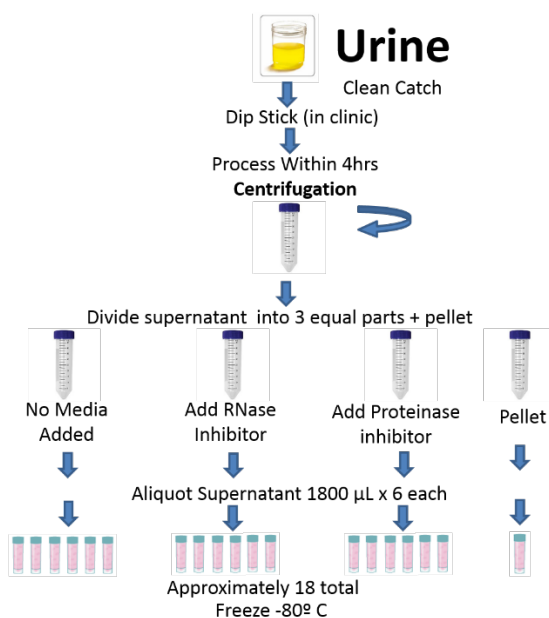 Urine
Clean Catch
Dip Stick (in clinic)
Process Within 4hrs
Centrifugation
Divide supernatant into 3 equal parts + pellet
No Media
Added
Add RNase
Inhibitor
Add Proteinase
inhibitor
Pellet
Aliquot Supernatant 1800 µL x 6 each
Approximately 18 total
Freeze -80º C